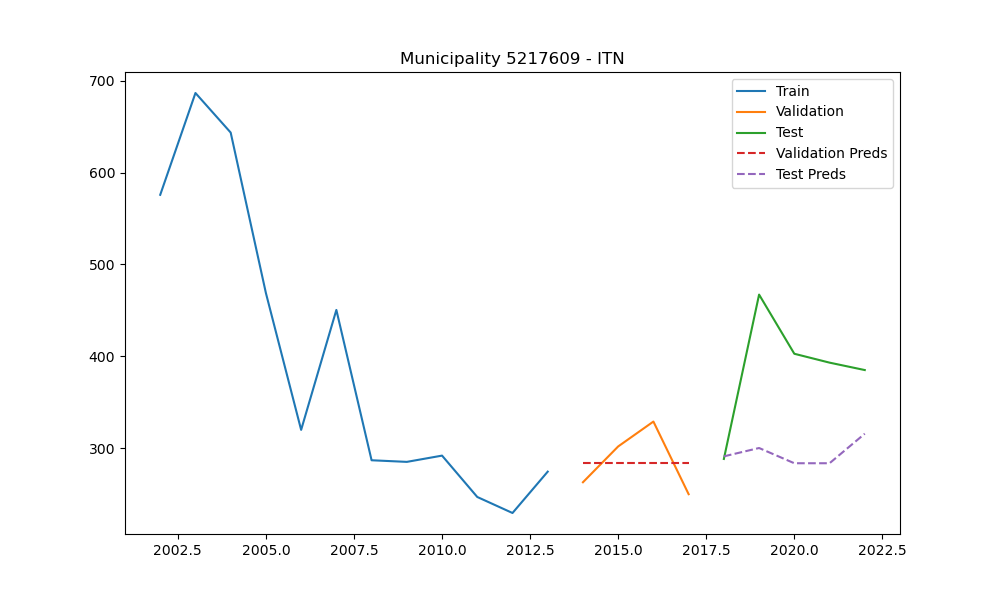 Municipality 5217609 - ITN
700
600
500
400
300
Train
Validation
Test
Validation Preds
Test Preds
2002.5 2005.0 2007.5 2010.0 2012.5 2015.0 2017.5 2020.0 2022.5